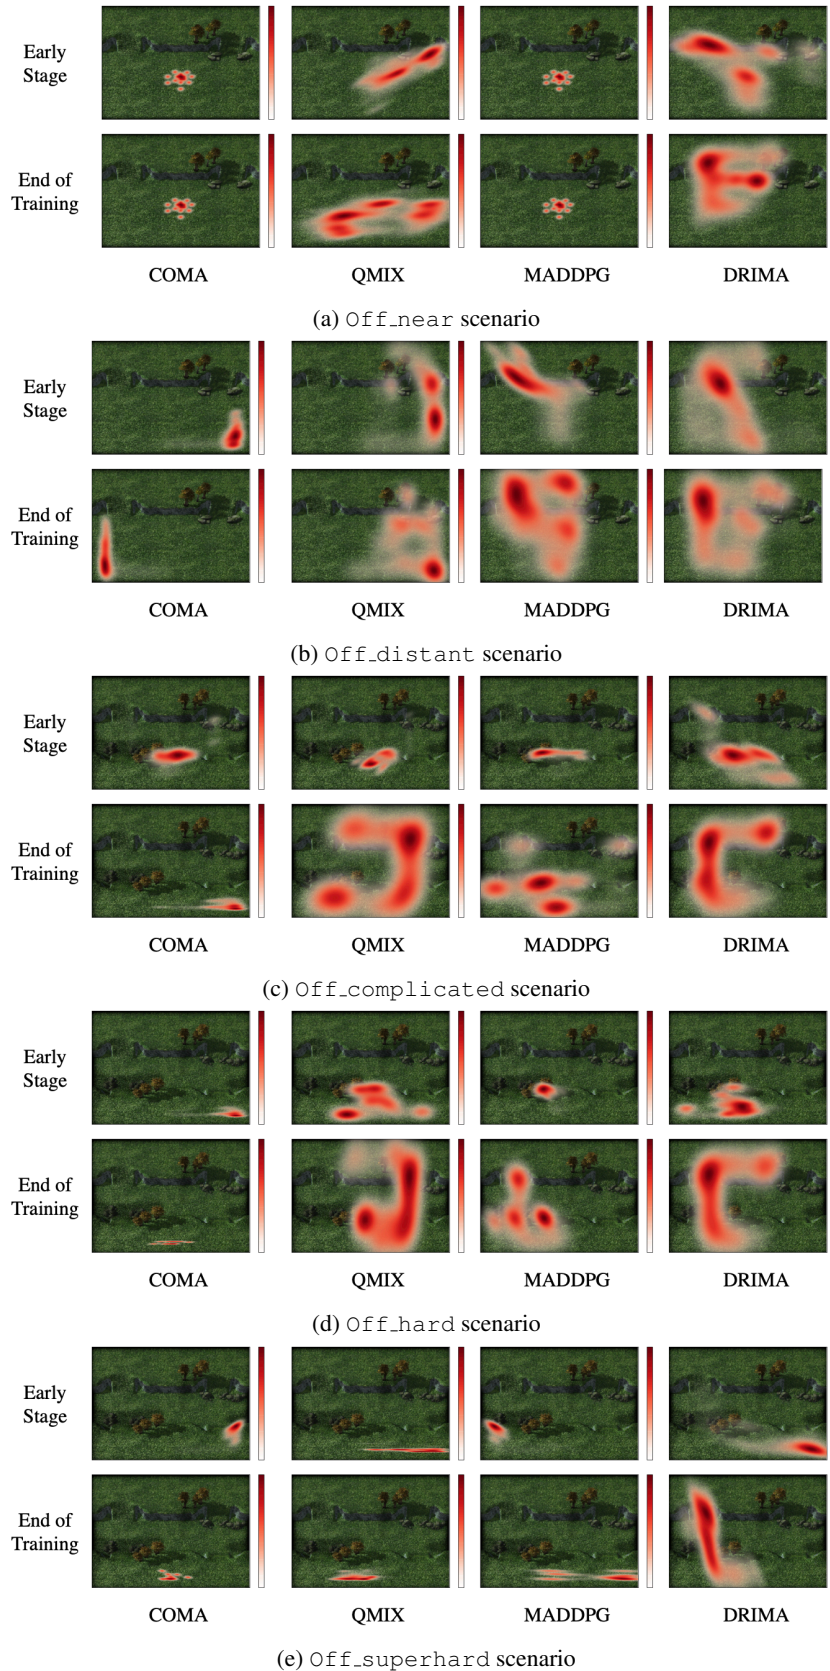 Early
Stage
End of
Training
COMA QMIX MADDPG DRIMA
(a) Off_near scenario
Early
Stage
End of
Training
COMA QMIX MADDPG DRIMA
(b) Off_distant scenario
Early
Stage
End of
Training
COMA QMIX MADDPG DRIMA
(c) Off_complicated scenario
Early
Stage
End of
Training
COMA QMIX MADDPG DRIMA
(d) Off_hard scenario
Early
Stage
End of
Training
COMA QMIX MADDPG DRIMA
(e) Off_superhard scenario